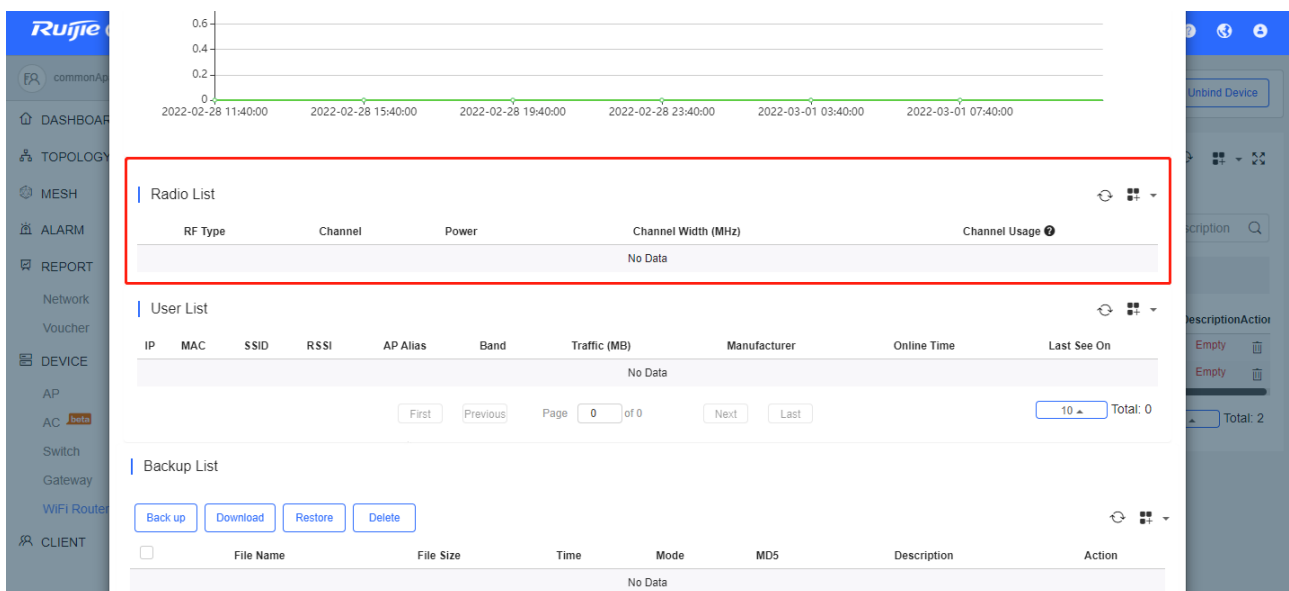 Ruijie
0.6
0.4
0.2
0
2022-02-28 11:40:00 2022-02-28 15:40:00 2022-02-28 19:40:00 2022-02-28 23:40:00 2022-03-01 03:40:00 2022-03-01 07:40:00
commonAp
DASHBOAR
TOPOLOGY
MESH
ALARM
REPORT
Network
Voucher
DEVICE
AP
AC beta
Switch
Gateway
WiFi Router
CLIENT
Radio List
RF Type Channel Power Channel Width (MHz) Channel Usage
No Data
User List
IP MAC SSID RSSI AP Alias Band Traffic (MB) Manufacturer Online Time Last See On
No Data
First Previous Page 0 of 0 Next Last 10 Total: 0
Backup List
Back up Download Restore Delete
File Name File Size Time Mode MD5 Description Action
No Data
Unbind Device
scription
escriptionAction
Empty
Empty
Total: 2